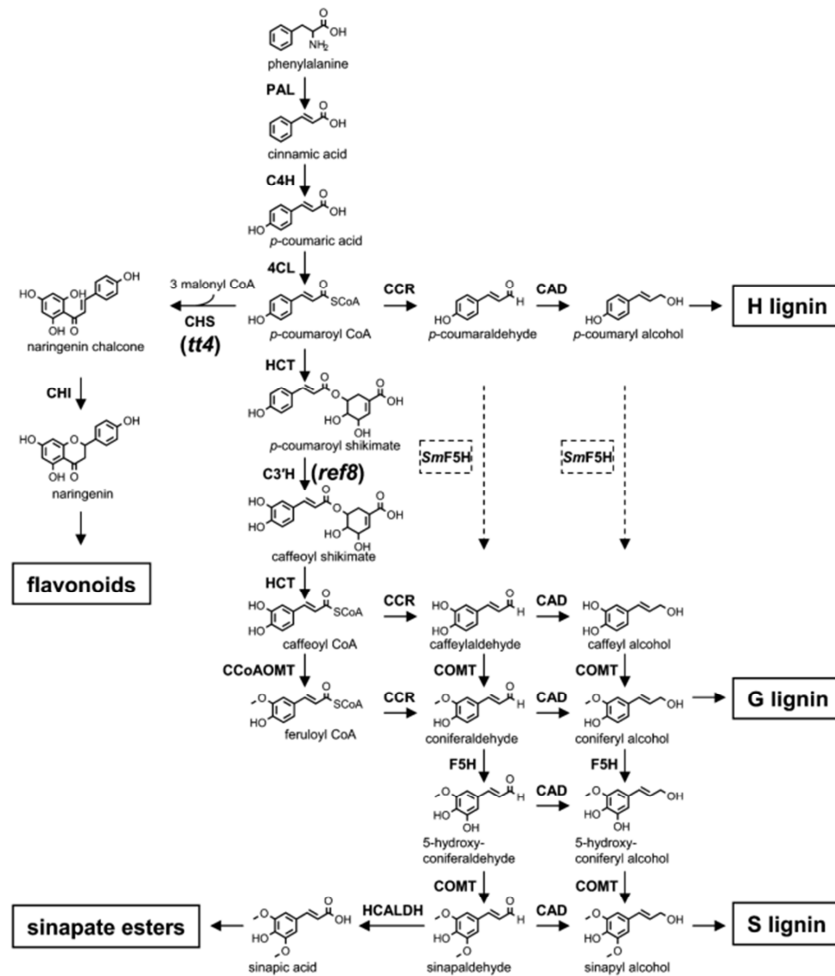 phenylalanine
PAL
cinnamic acid
C4H
p-coumaric acid
4CL
3 malonyl CoA
CHS
(tt4)
naringenin chalcone
p-coumaroyl CoA
CCR
p-coumaraldehyde
CAD
p-coumaryl alcohol
H lignin
CHI
naringenin
flavonoids
HCT
p-coumaroyl shikimate
C3'H (ref8)
SmF5H
SmF5H
caffeoyl shikimate
HCT
caffeoyl CoA
CCR
caffeylaldehyde
CAD
caffeyl alcohol
CCoAOMT
COMT
COMT
feruloyl CoA
CCR
coniferaldehyde
CAD
coniferyl alcohol
G lignin
F5H
F5H
CAD
5-hydroxy-
coniferaldehyde
5-hydroxy-
coniferyl alcohol
COMT
COMT
sinapate esters
sinapic acid
HCALDH
sinapaldehyde
CAD
sinapyl alcohol
S lignin